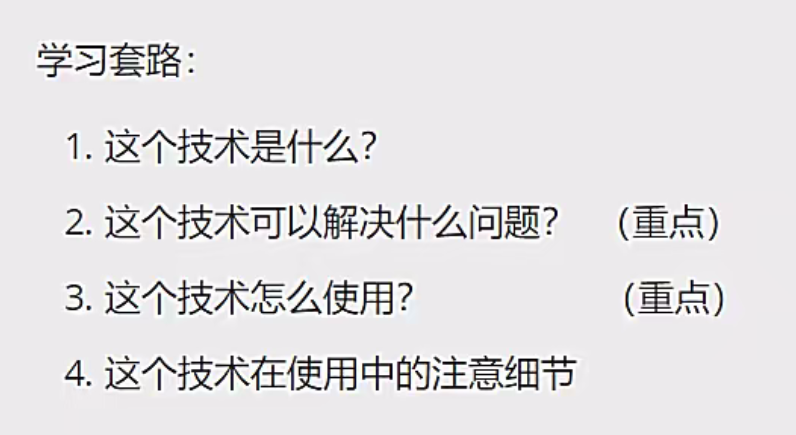 学习套路：
1. 这个技术是什么？
2. 这个技术可以解决什么问题？ （重点）
3. 这个技术怎么使用？ （重点）
4. 这个技术在使用中的注意细节